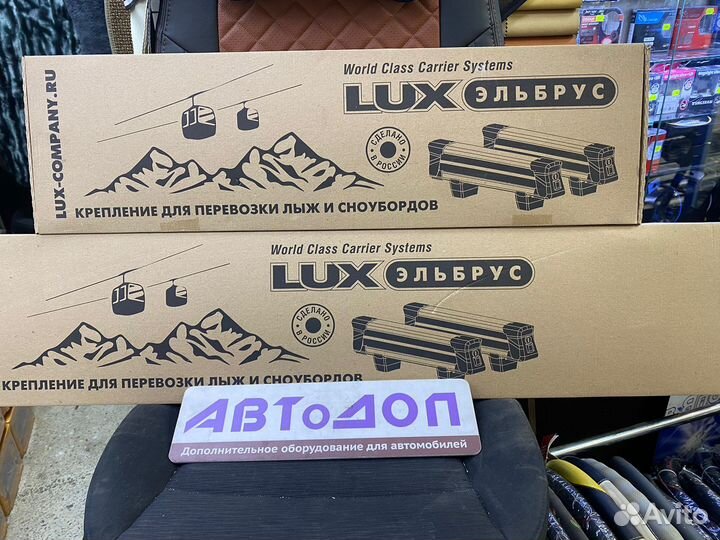 LUX-COMPANY.RU
World Class Carrier Systems
LUX ЭЛЬБРУС
СДЕЛАНО
В РОССИИ
КРЕПЛЕНИЕ ДЛЯ ПЕРЕВОЗКИ ЛЫЖ И СНОУБОРДОВ
World Class Carrier Systems
LUX ЭЛЬБРУС
СДЕЛАНО
В РОССИИ
КРЕПЛЕНИЕ ДЛЯ ПЕРЕВОЗКИ ЛЫЖ И СНОУБОРДОВ
АВТоДОП
Дополнительное оборудование для автомобилей
Avito